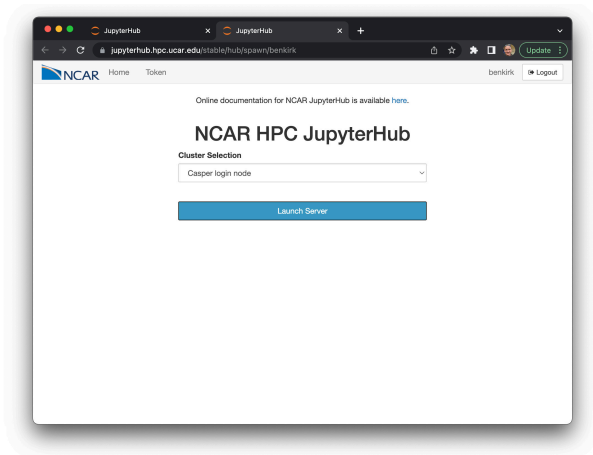 JupyterHub JupyterHub
jupyterhub.hpc.ucar.edu/stable/hub/spawn/benkirk Update
NCAR Home Token benkirk Logout
Online documentation for NCAR JupyterHub is available here.
NCAR HPC JupyterHub
Cluster Selection
Casper login node
Launch Server